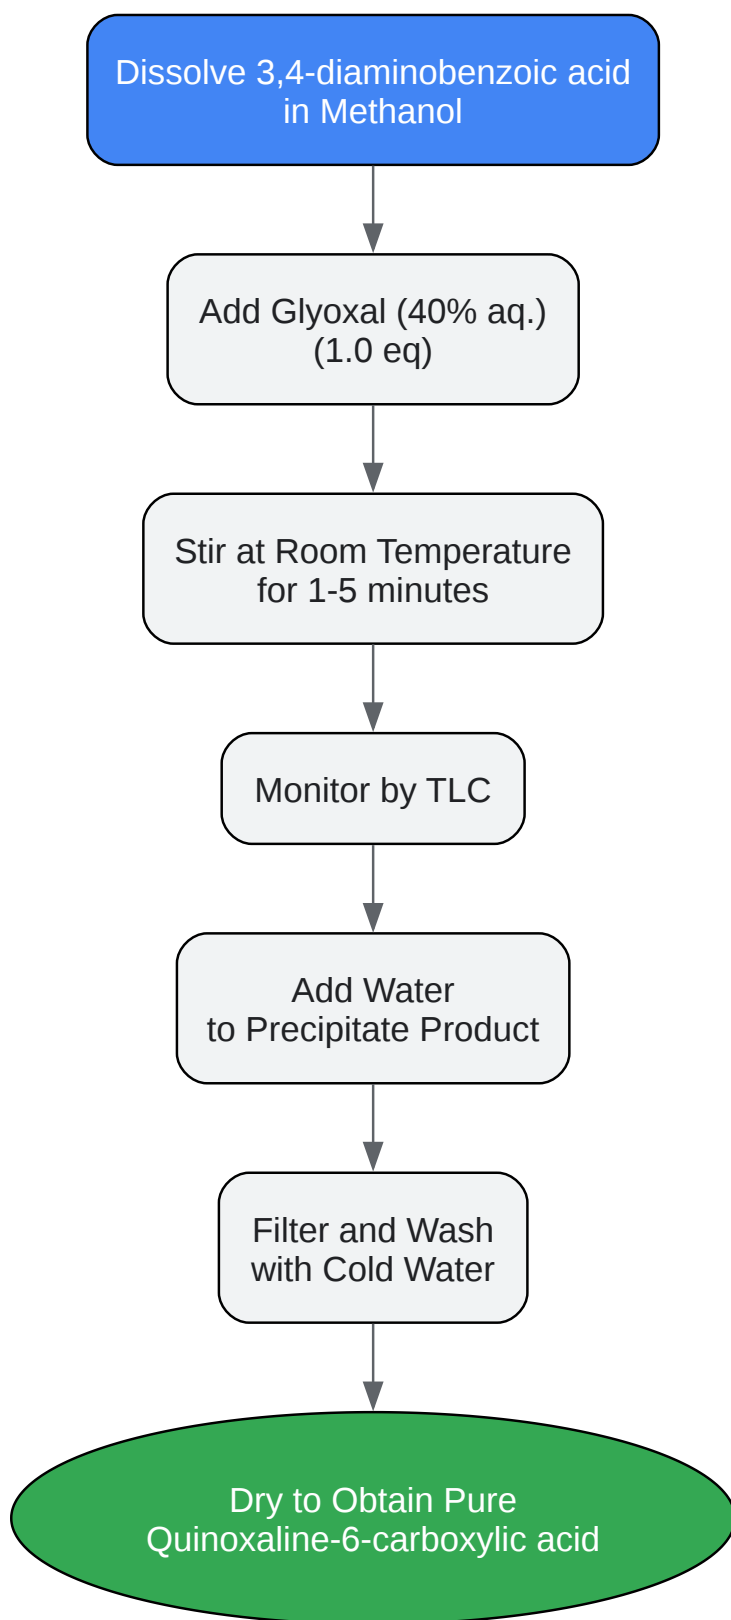 Dissolve 3,4-diaminobenzoic acid
in Methanol
Add Glyoxal (40% aq.)
(1.0 eq)
Stir at Room Temperature
for 1-5 minutes
Monitor by TLC
Add Water
to Precipitate Product
Filter and Wash
with Cold Water
Dry to Obtain Pure
Quinoxaline-6-carboxylic acid